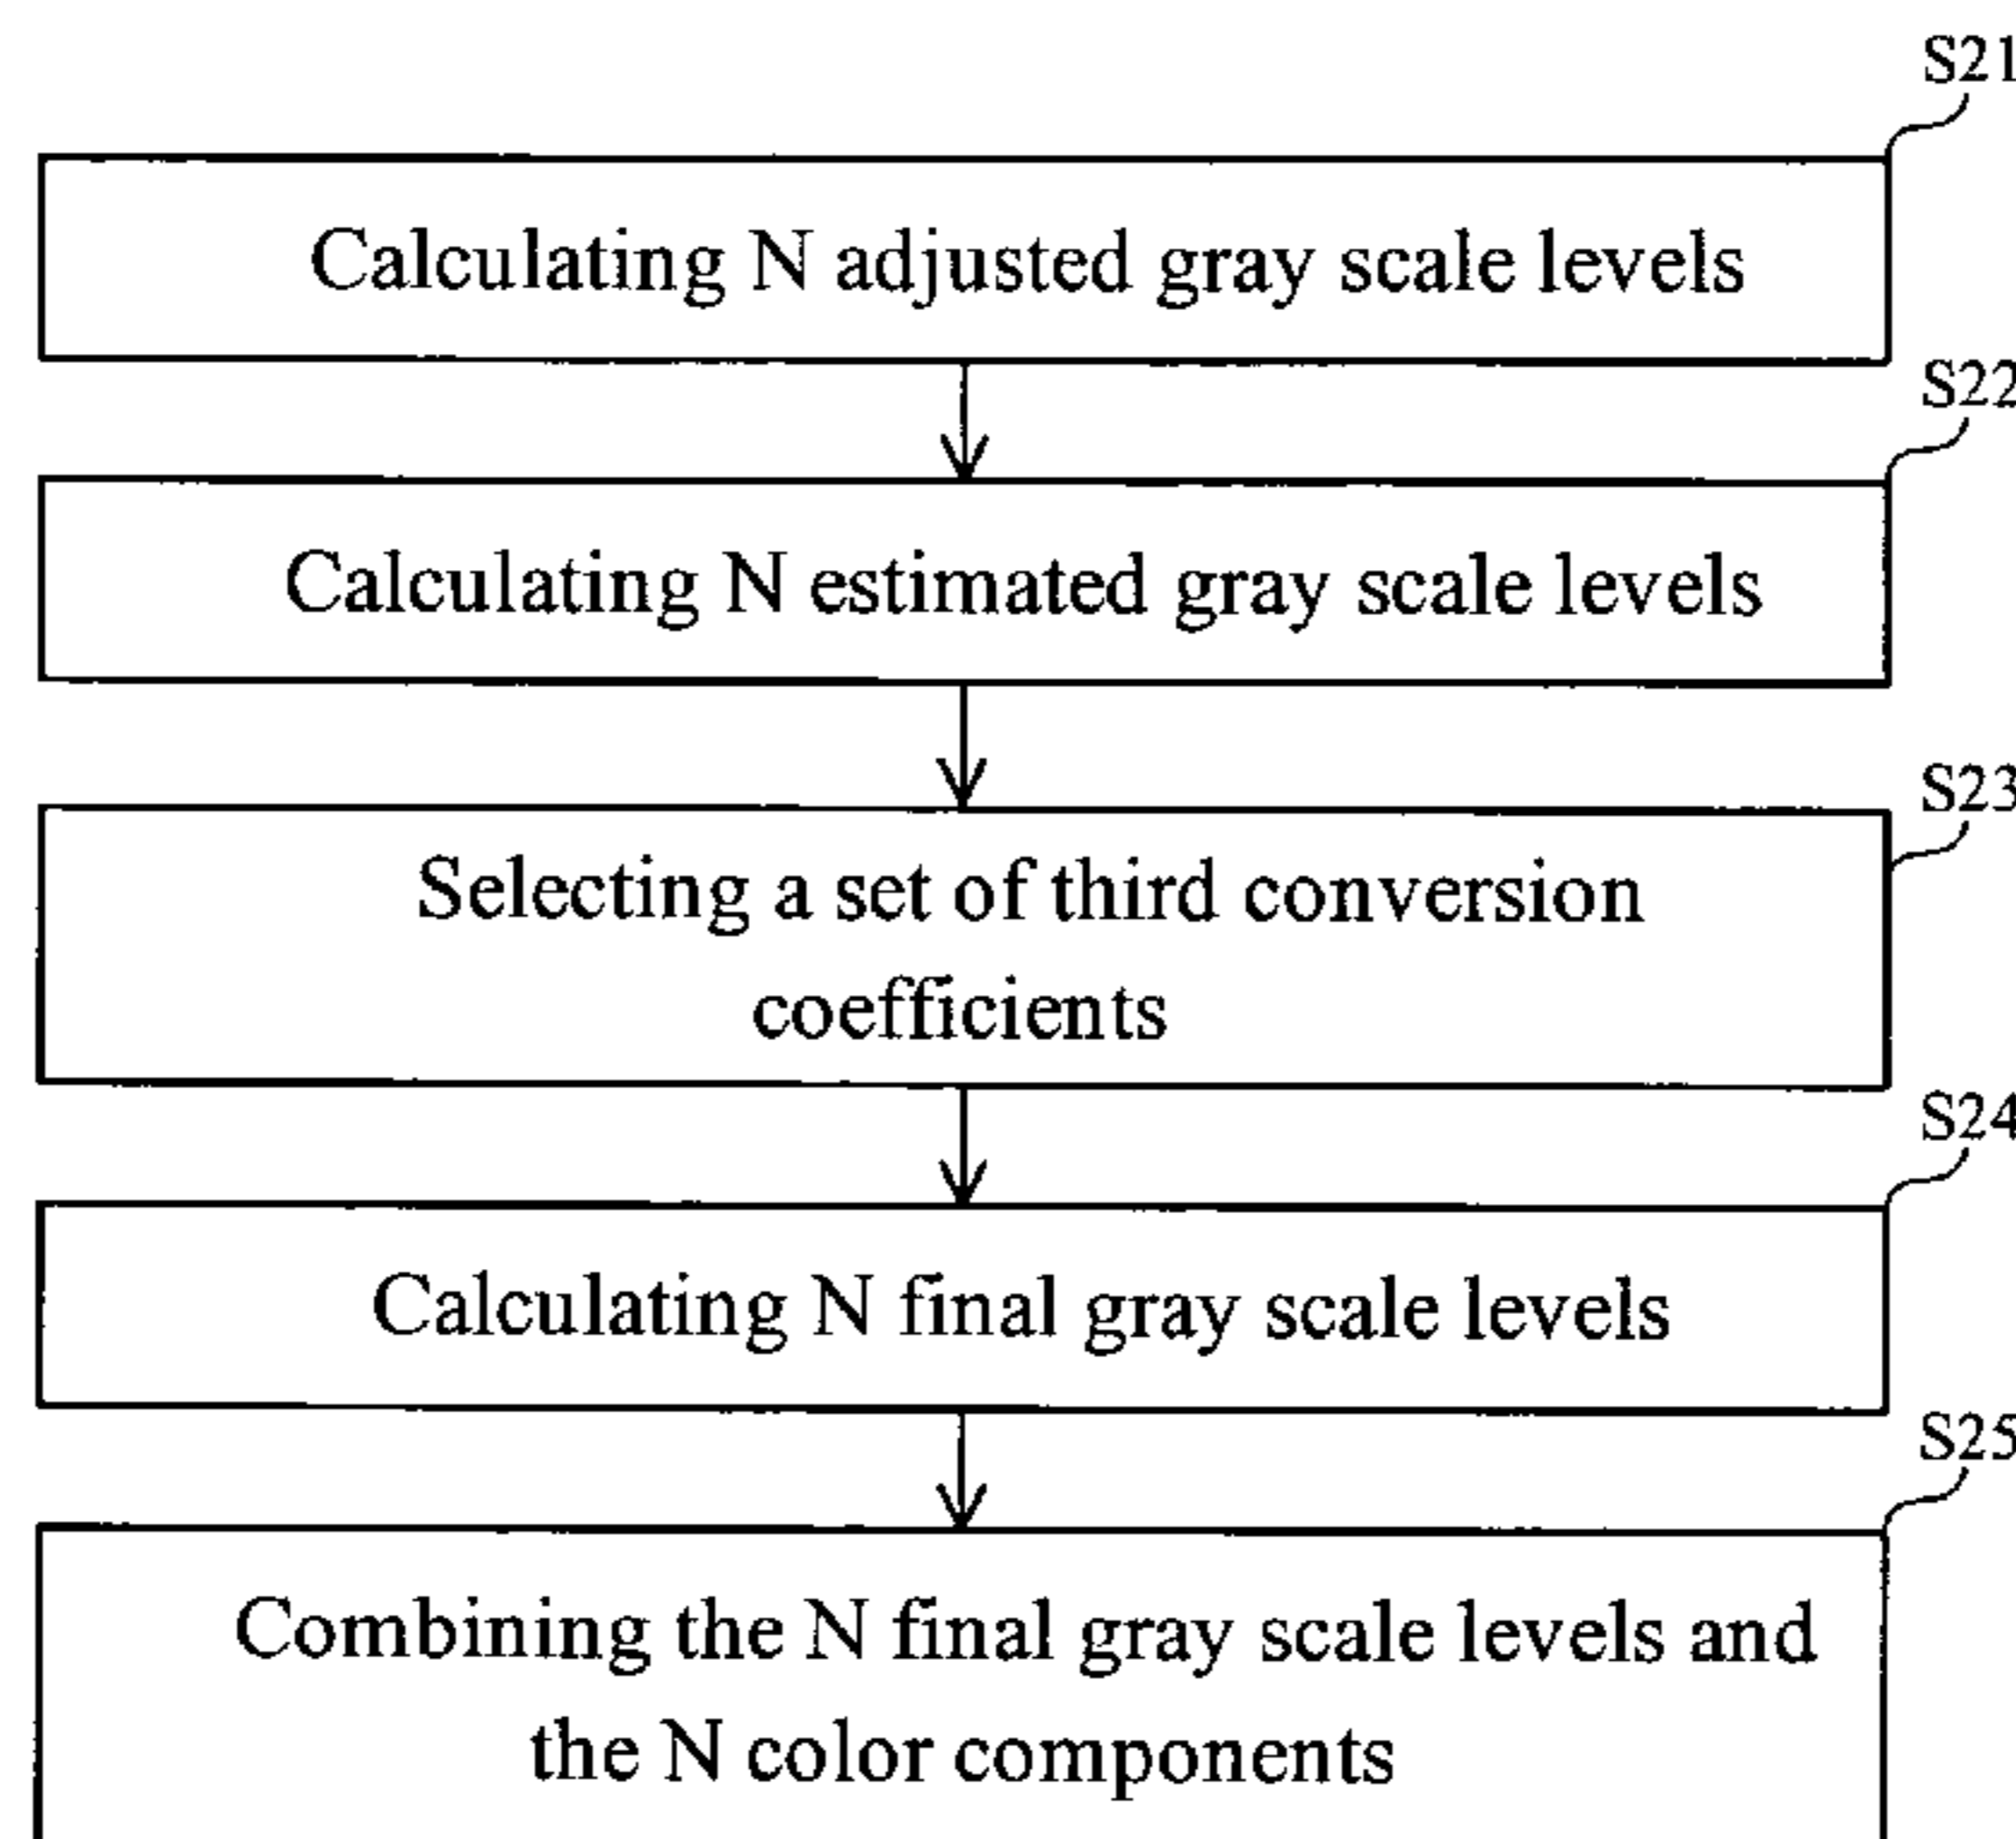 S21
Calculating N adjusted gray scale levels
S22
Calculating N estimated gray scale levels
S23
Selecting a set of third conversion
coefficients
S24
Calculating N final gray scale levels
S25
Combining the N final gray scale levels and
the N color components